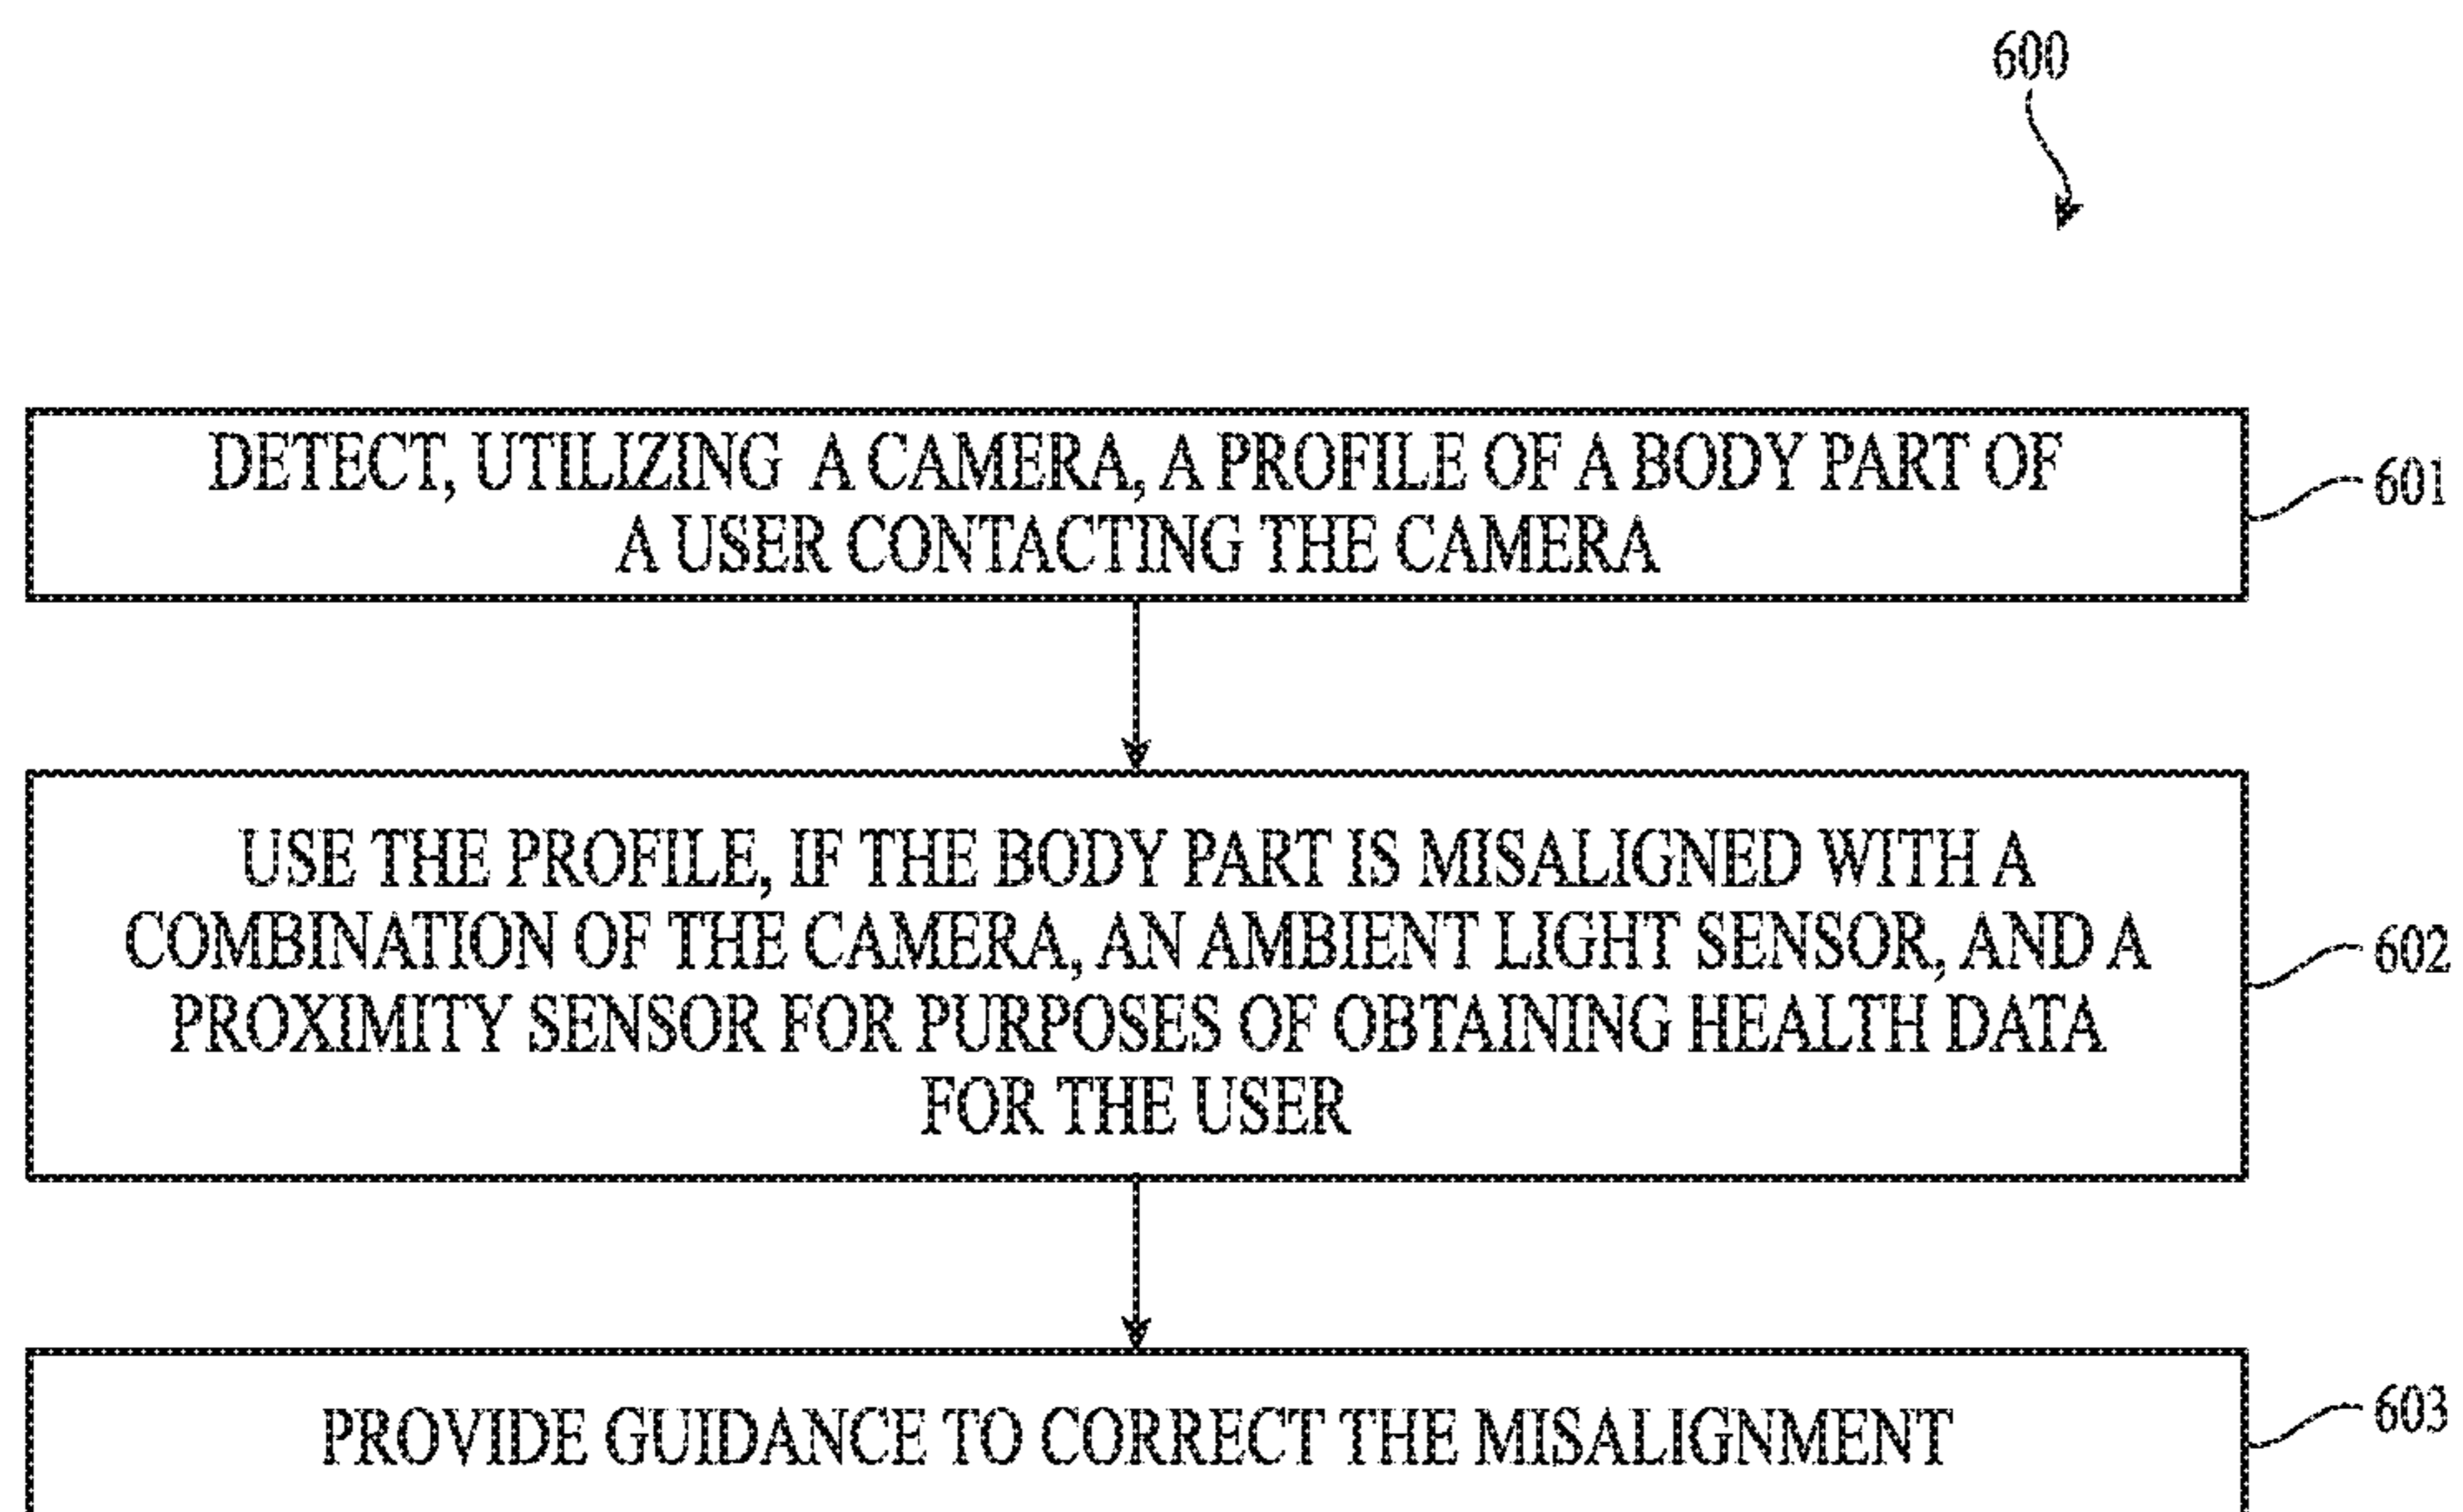 600
DETECT, UTILIZING A CAMERA, A PROFILE OF A BODY PART OF
A USER CONTACTING THE CAMERA
601
USE THE PROFILE, IF THE BODY PART IS MISALIGNED WITH A
COMBINATION OF THE CAMERA, AN AMBIENT LIGHT SENSOR, AND A
PROXIMITY SENSOR FOR PURPOSES OF OBTAINING HEALTH DATA
FOR THE USER
602
PROVIDE GUIDANCE TO CORRECT THE MISALIGNMENT
603